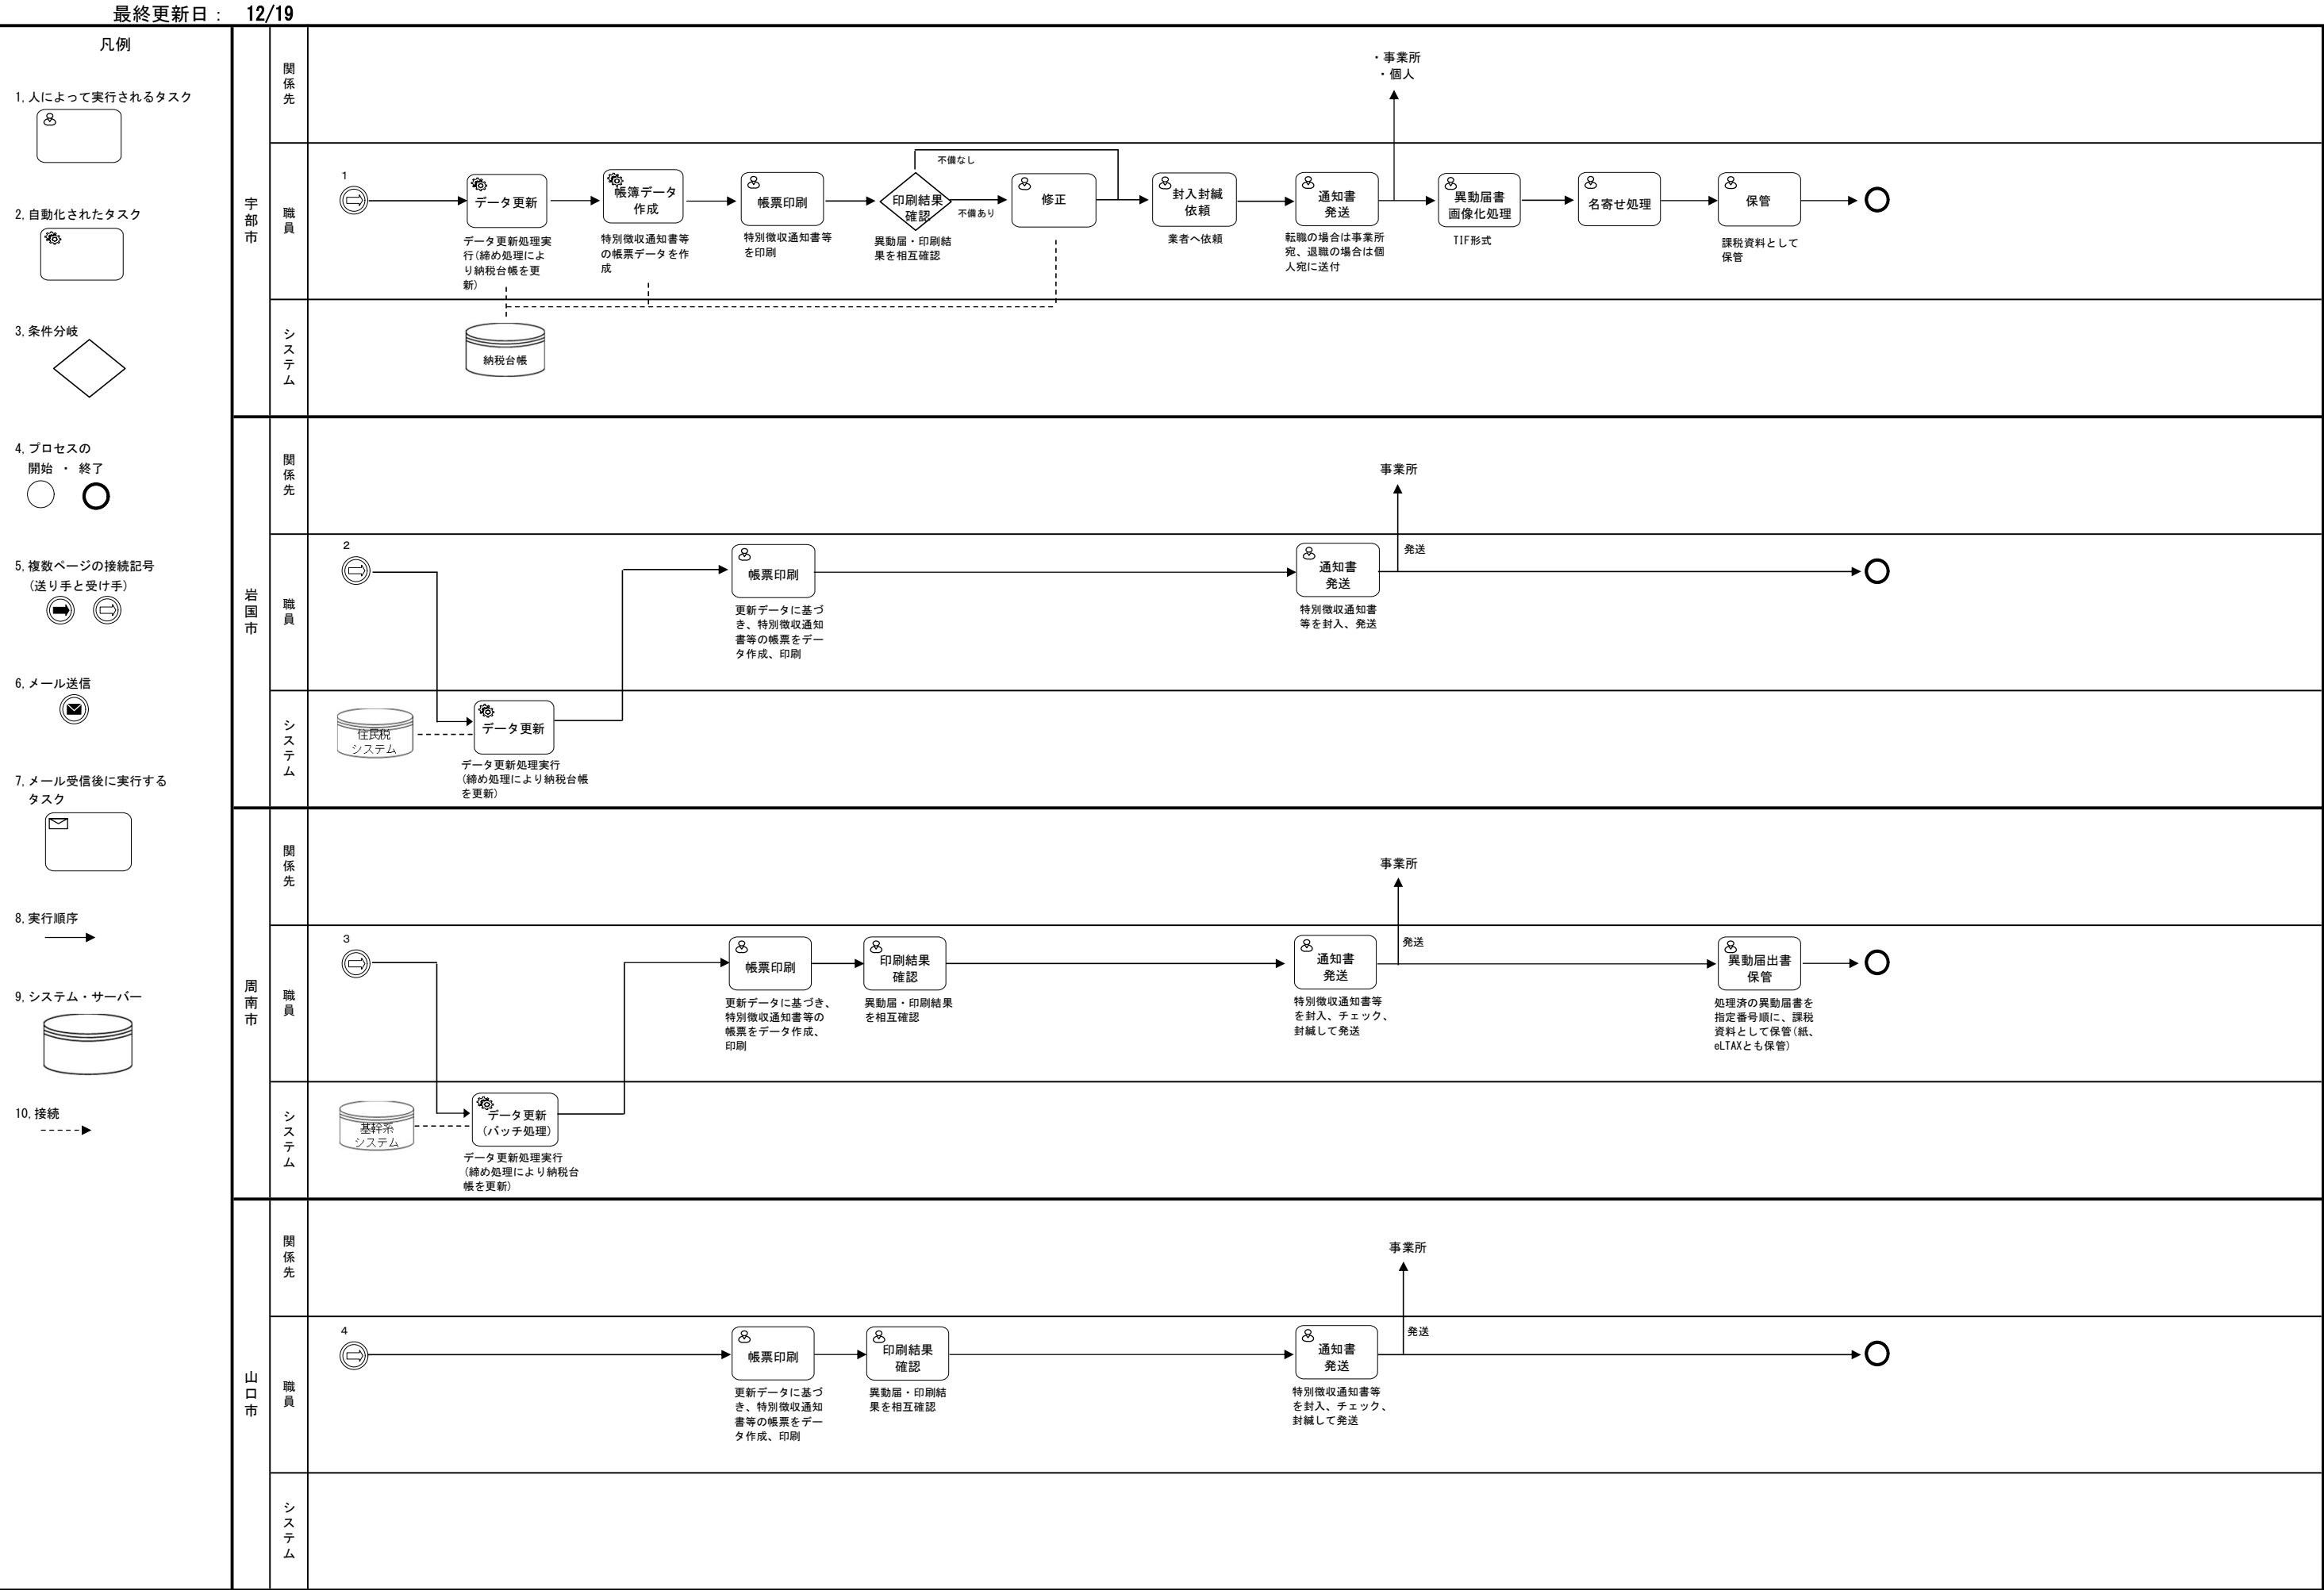 最終更新日： 12/19
凡例
1,人によって実行されるタスク
2,自動化されたタスク
3,条件分岐
4,プロセスの
開始 ・ 終了
5,複数ページの接続記号
(送り手と受け手)
6,メール送信
7,メール受信後に実行する
タスク
8,実行順序
9,システム・サーバー
10,接続
宇部市
関係先
・事業所
・個人
職員
1
データ更新
データ更新処理実
行(締め処理によ
り納税台帳を更
新)
帳簿データ
作成
特別徴収通知書等
の帳票データを作
成
帳票印刷
特別徴収通知書等
を印刷
印刷結果
確認
異動届・印刷結
果を相互確認
不備なし
不備あり
修正
封入封緘
依頼
業者へ依頼
通知書
発送
転職の場合は事業所
宛、退職の場合は個
人宛に送付
異動届書
画像化処理
TIF形式
名寄せ処理
保管
課税資料として
保管
システム
納税台帳
岩国市
関係先
事業所
職員
2
帳票印刷
更新データに基づ
き、特別徴収通知
書等の帳票をデー
タ作成、印刷
通知書
発送
特別徴収通知書
等を封入、発送
発送
システム
住民税
システム
データ更新
データ更新処理実行
(締め処理により納税台帳
を更新)
周南市
関係先
事業所
職員
3
帳票印刷
更新データに基づき、
特別徴収通知書等の
帳票をデータ作成、
印刷
印刷結果
確認
異動届・印刷結果
を相互確認
通知書
発送
特別徴収通知書等
を封入、チェック、
封緘して発送
発送
異動届出書
保管
処理済の異動届書を
指定番号順に、課税
資料として保管(紙、
eLTAXとも保管)
システム
基幹系
システム
データ更新
(バッチ処理)
データ更新処理実行
(締め処理により納税台
帳を更新)
山口市
関係先
事業所
職員
4
帳票印刷
更新データに基づ
き、特別徴収通知
書等の帳票をデー
タ作成、印刷
印刷結果
確認
異動届・印刷結
果を相互確認
通知書
発送
特別徴収通知書等
を封入、チェック、
封緘して発送
発送
システム